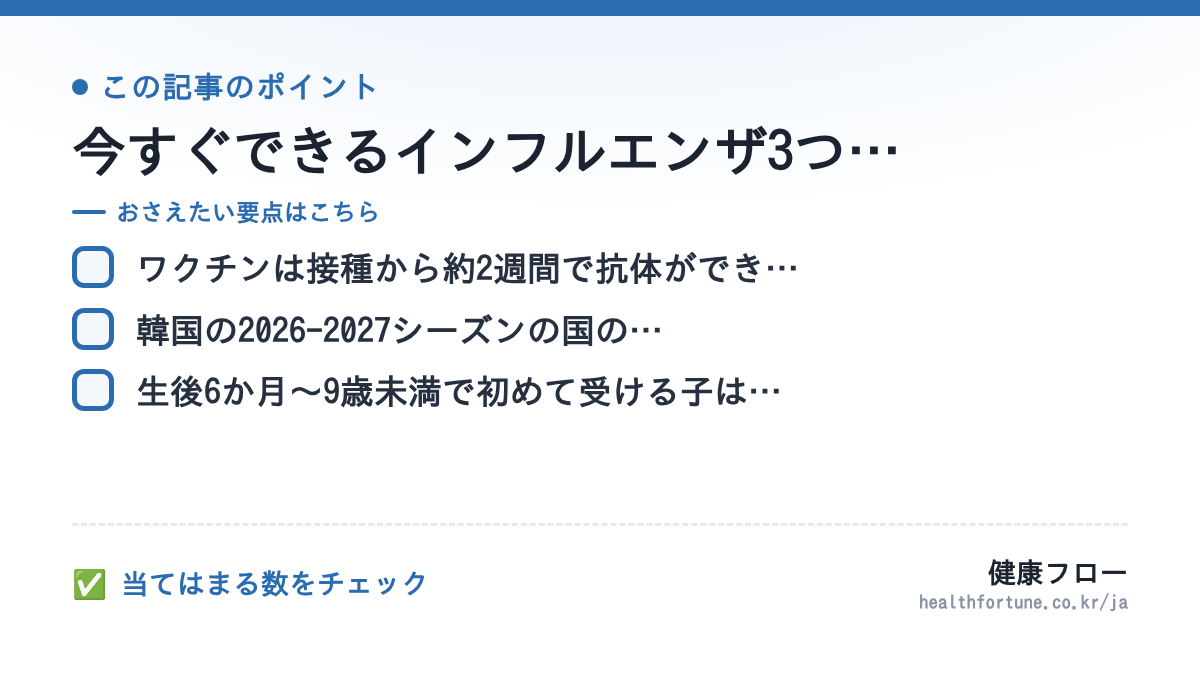 この記事のポイント
今すぐできるインフルエンザ3つ…
おさえたい要点はこちら
ワクチンは接種から約2週間で抗体ができ…
韓国の2026-2027シーズンの国の…
生後6か月〜9歳未満で初めて受ける子は…
当てはまる数をチェック
健康フロー
healthfortune.co.kr/ja